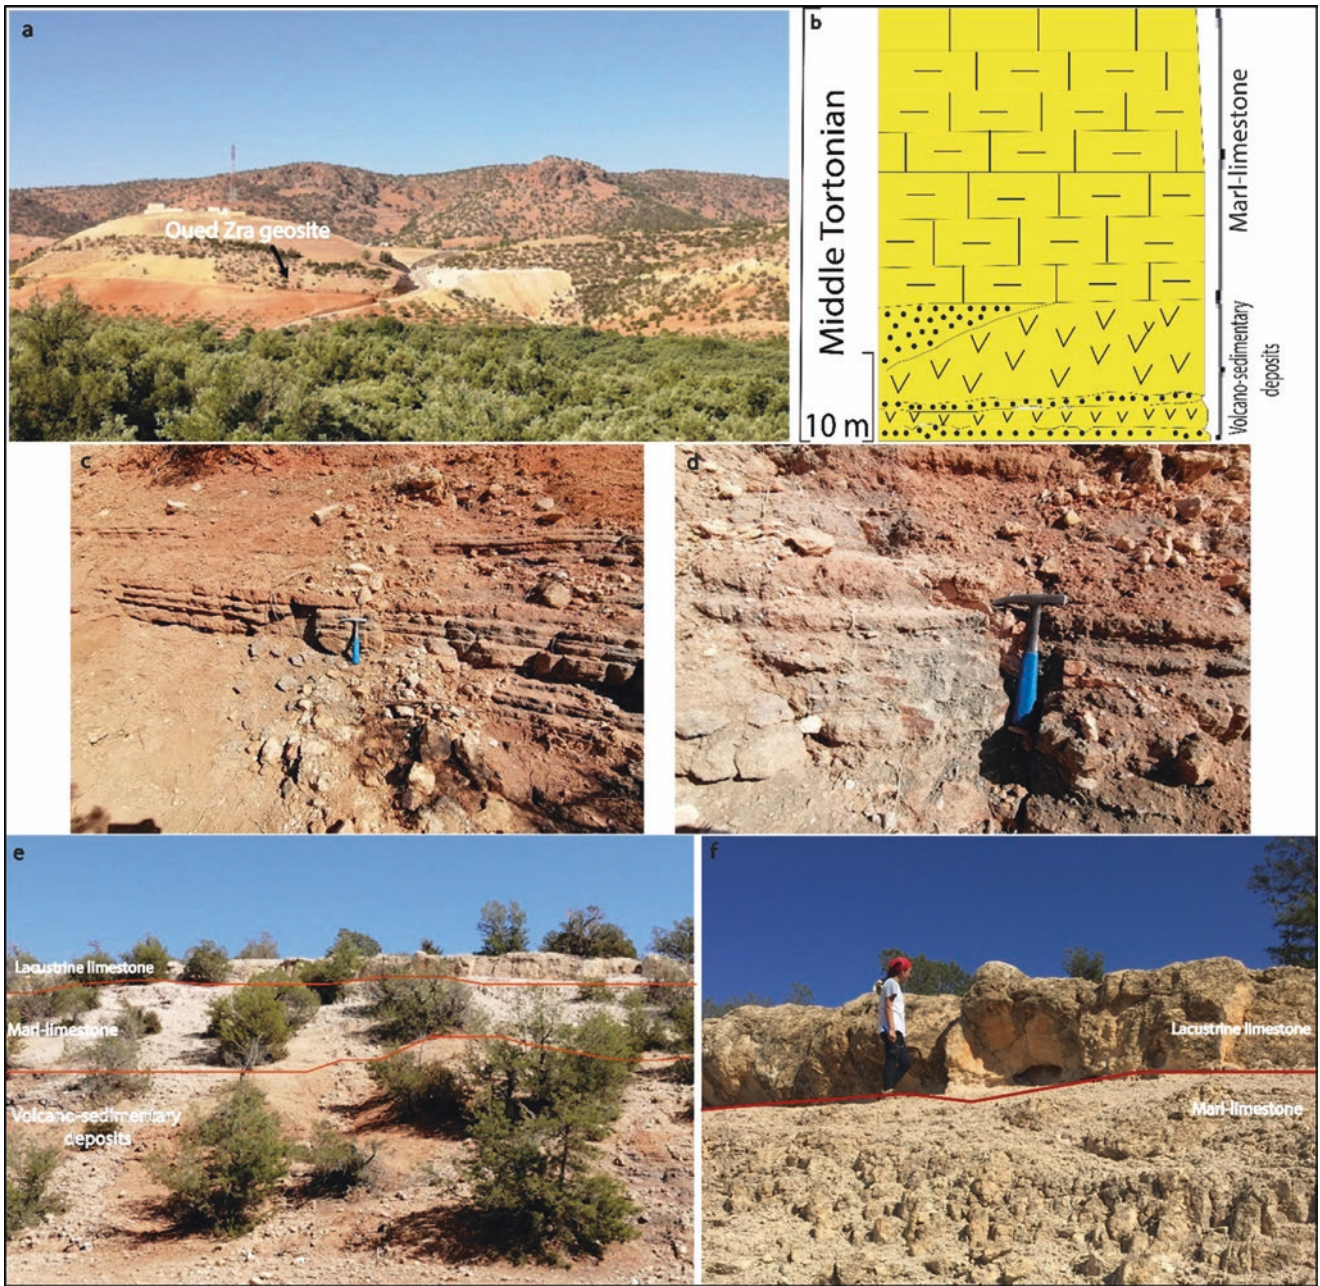 a
Oued Zra geosite
b
Middle Tortonian
10 m
Marl-limestone
Volcano-sedimentary
deposits
c
d
e
Lacustrine limestone
Marl-limestone
Volcano-sedimentary
deposits
f
Lacustrine limestone
Marl-limestone